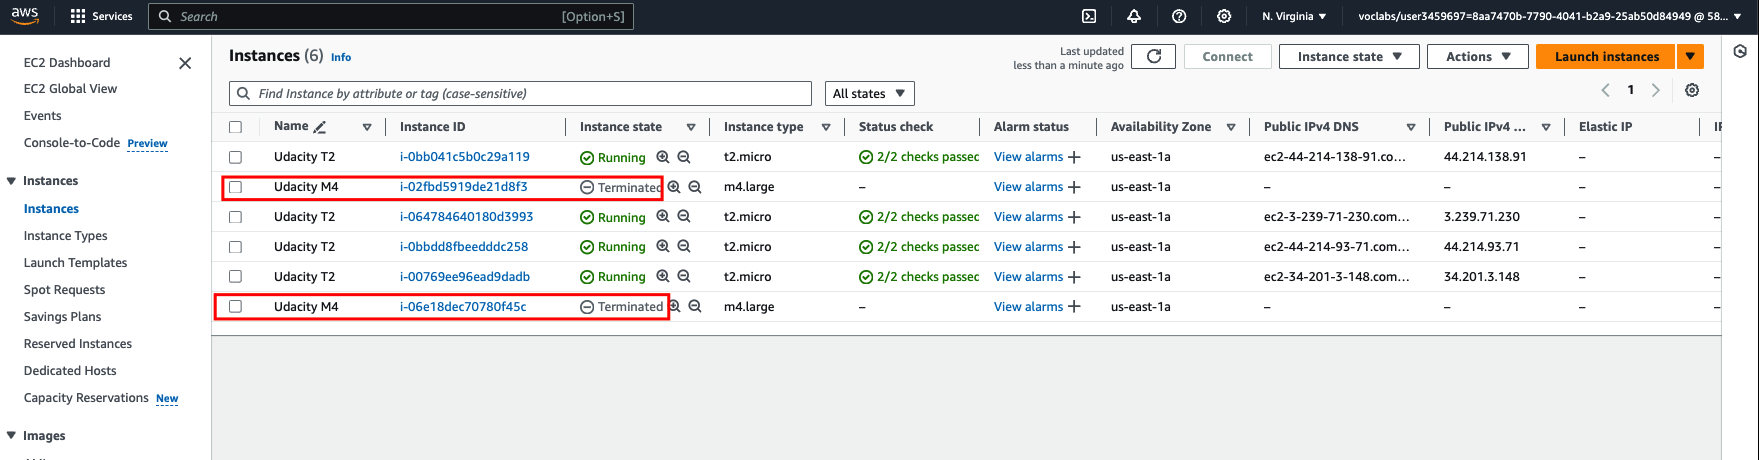 aws Services Search [Option+S] N. Virginia voclabs/user3459697=8aa7470b-7790-4041-b2a9-25ab50d84949 @ 58...
EC2 Dashboard
EC2 Global View
Events
Console-to-Code Preview
Instances
Instances
Instance Types
Launch Templates
Spot Requests
Savings Plans
Reserved Instances
Dedicated Hosts
Capacity Reservations New
Images
Instances (6) Info
Last updated
less than a minute ago
Connect Instance state Actions Launch instances
Find Instance by attribute or tag (case-sensitive) All states 1
Name Instance ID Instance state Instance type Status check Alarm status Availability Zone Public IPv4 DNS Public IPv4 ... Elastic IP
Udacity T2 i-0bb041c5b0c29a119 Running t2.micro 2/2 checks passed View alarms + us-east-1a ec2-44-214-138-91.co... 44.214.138.91 –
Udacity M4 i-02fbd5919de21d8f3 Terminated m4.large – View alarms + us-east-1a – – –
Udacity T2 i-064784640180d3993 Running t2.micro 2/2 checks passed View alarms + us-east-1a ec2-3-239-71-230.com... 3.239.71.230 –
Udacity T2 i-0bbdd8fbeedddc258 Running t2.micro 2/2 checks passed View alarms + us-east-1a ec2-44-214-93-71.com... 44.214.93.71 –
Udacity T2 i-00769ee96ead9dadb Running t2.micro 2/2 checks passed View alarms + us-east-1a ec2-34-201-3-148.com... 34.201.3.148 –
Udacity M4 i-06e18dec70780f45c Terminated m4.large – View alarms + us-east-1a – – –